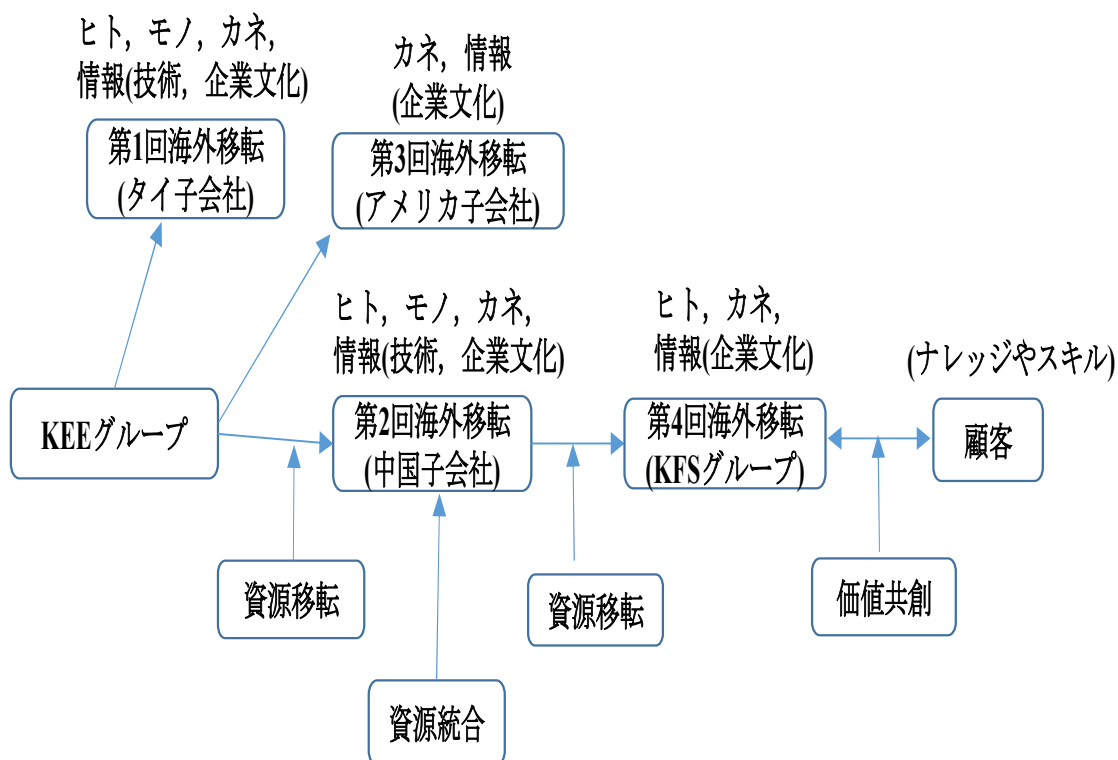 ヒト，モノ，カネ，
情報(技術，企業文化)
第1回海外移転
(タイ子会社)
カネ，情報
(企業文化)
第3回海外移転
(アメリカ子会社)
KEEグループ
ヒト，モノ，カネ，
情報(技術，企業文化)
第2回海外移転
(中国子会社)
ヒト，カネ，
情報(企業文化)
第4回海外移転
(KFSグループ)
(ナレッジやスキル)
顧客
資源移転
資源移転
価値共創
資源統合